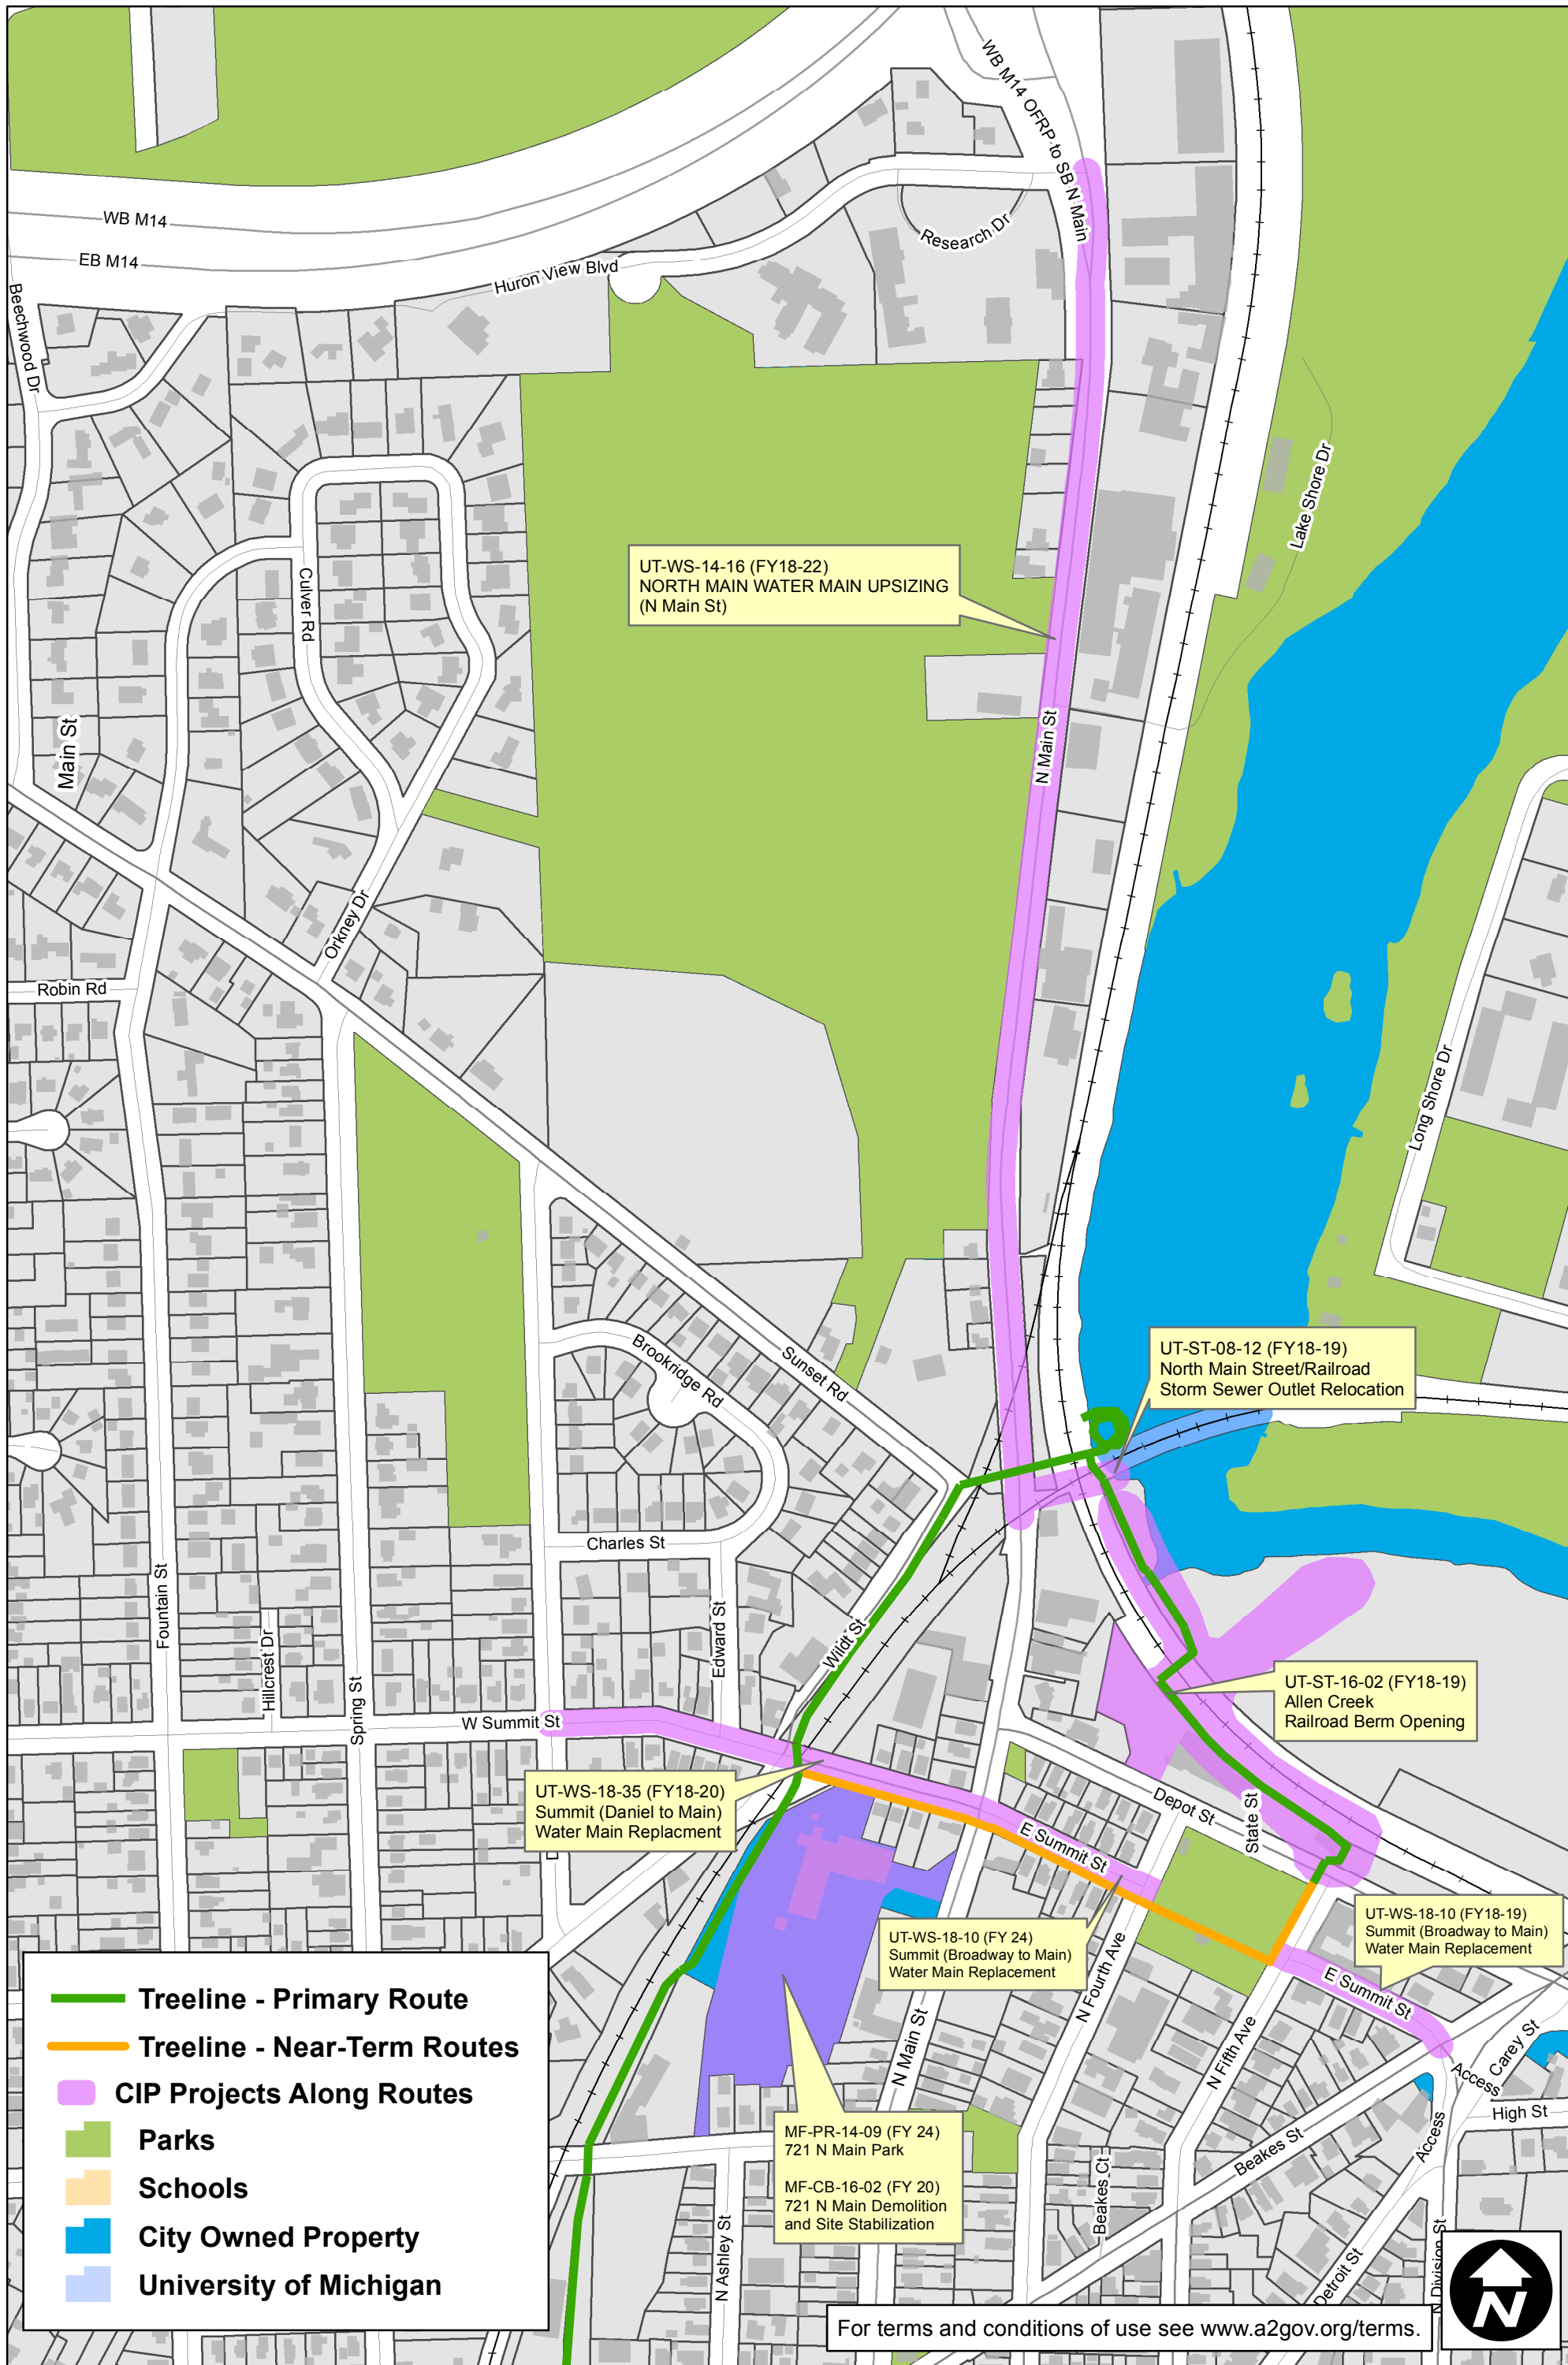 WB M14 OFRP to SB N Main
WB M14
EB M14
Research Dr
Huron View Blvd
Beechwood Dr
Lake Shore Dr
UT-WS-14-16 (FY18-22)
NORTH MAIN WATER MAIN UPSIZING
(N Main St)
Culver Rd
Main St
N Main St
Orkney Dr
Robin Rd
Long Shore Dr
UT-ST-08-12 (FY18-19)
North Main Street/Railroad
Storm Sewer Outlet Relocation
Brookridge Rd
Sunset Rd
Charles St
Fountain St
Hillcrest Dr
Spring St
Edward St
Wildt St
W Summit St
UT-ST-16-02 (FY18-19)
Allen Creek
Railroad Berm Opening
UT-WS-18-35 (FY18-20)
Summit (Daniel to Main)
Water Main Replacment
D
Depot St
State St
E Summit St
UT-WS-18-10 (FY 24)
Summit (Broadway to Main)
Water Main Replacement
UT-WS-18-10 (FY18-19)
Summit (Broadway to Main)
Water Main Replacement
E Summit St
N Fourth Ave
N Fifth Ave
N Main St
Carey St
Access
High St
Access
Beakes St
Beakes Ct
MF-PR-14-09 (FY 24)
721 N Main Park
MF-CB-16-02 (FY 20)
721 N Main Demolition
and Site Stabilization
N Ashley St
Detroit St
N Division St
Treeline - Primary Route
Treeline - Near-Term Routes
CIP Projects Along Routes
Parks
Schools
City Owned Property
University of Michigan
N
For terms and conditions of use see www.a2gov.org/terms.